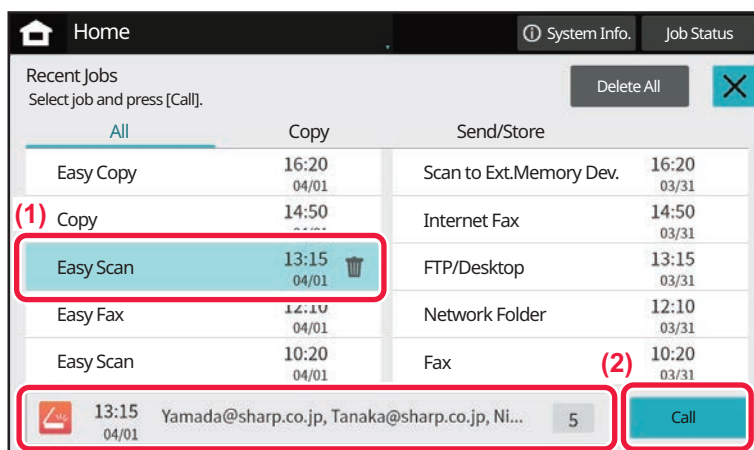 Home
System Info.
Job Status
Recent Jobs
Select job and press [Call].
Delete All
All Copy Send/Store
Easy Copy 16:20 04/01
Scan to Ext.Memory Dev. 16:20 03/31
(1)
Copy 14:50
Internet Fax 14:50 03/31
Easy Scan 13:15 04/01
FTP/Desktop 13:15 03/31
Easy Fax 12:10 04/01
Network Folder 12:10 03/31
Easy Scan 10:20 04/01
Fax 10:20 03/31
(2)
13:15 04/01
Yamada@sharp.co.jp, Tanaka@sharp.co.jp, Ni...
5
Call